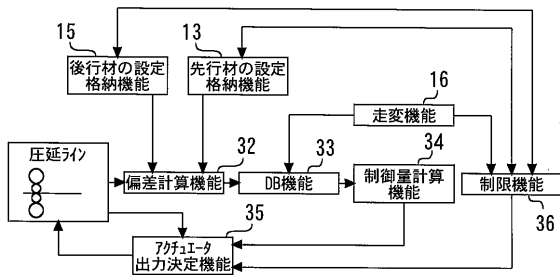 15
後行材の設定
格納機能
13
先行材の設定
格納機能
16
走変機能
圧延ライン
32
偏差計算機能
33
DB機能
34
制御量計算
機能
制限機能
36
35
アクチュエータ
出力決定機能